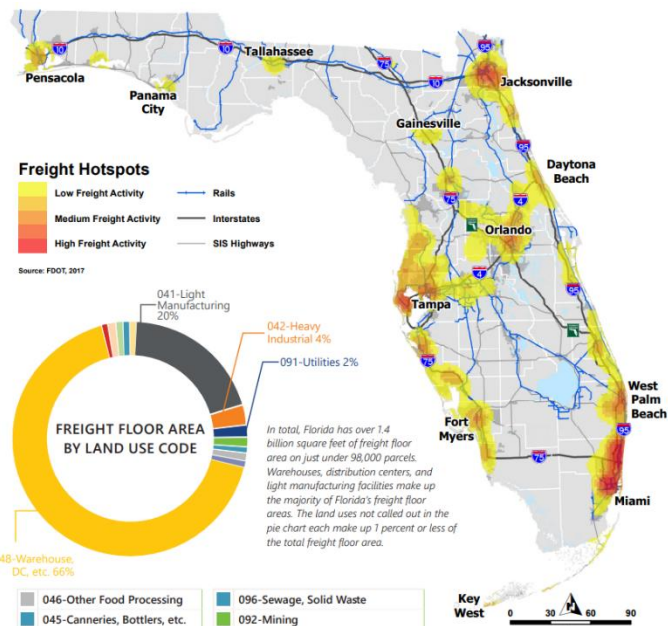 Pensacola
10
Panama
City
10
Tallahassee
75
10
95
Jacksonville
Gainesville
95
Daytona
Beach
75
4
Orlando
4
Tampa
95
75
West
Palm
Beach
95
Fort
Myers
75
Miami
Key
West
0 30 60 90
Freight Hotspots
Low Freight Activity
Medium Freight Activity
High Freight Activity
Rails
Interstates
SIS Highways
Source: FDOT, 2017
041-Light
Manufacturing
20%
042-Heavy
Industrial 4%
091-Utilities 2%
FREIGHT FLOOR AREA
BY LAND USE CODE
48-Warehouse,
DC, etc. 66%
In total, Florida has over 1.4
billion square feet of freight floor
area on just under 98,000 parcels.
Warehouses, distribution centers, and
light manufacturing facilities make up
the majority of Florida's freight floor
areas. The land uses not called out in the
pie chart each make up 1 percent or less of
the total freight floor area.
046-Other Food Processing
096-Sewage, Solid Waste
045-Canneries, Bottlers, etc.
092-Mining